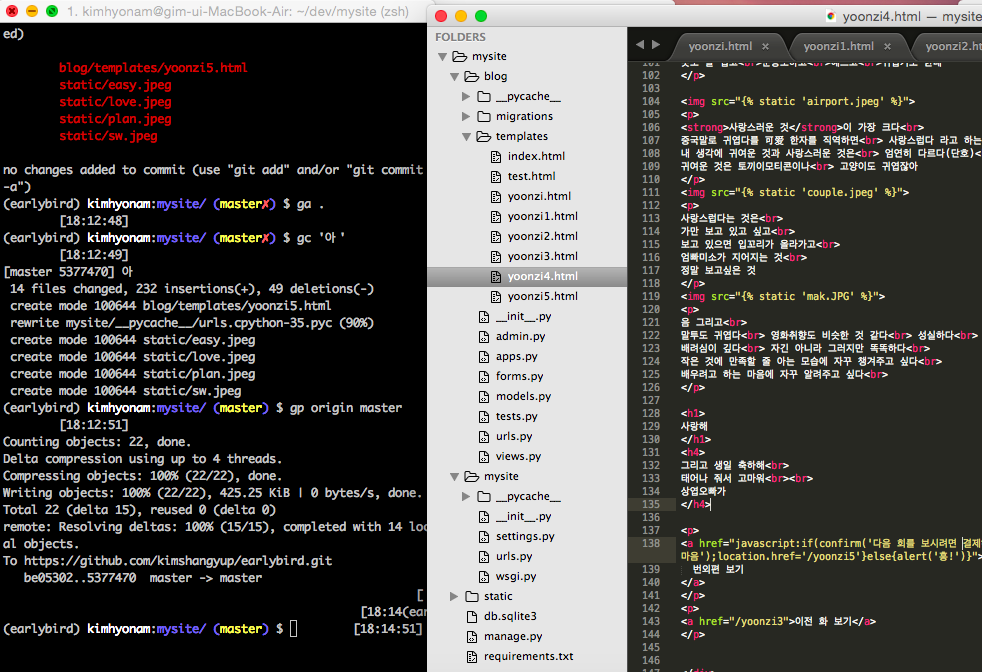 1. kimhyonam@gim-ui-MacBook-Air: ~/dev/mysite (zsh)
ed)
blog/templates/yoonzi5.html
static/easy.jpeg
static/love.jpeg
static/plan.jpeg
static/sw.jpeg
no changes added to commit (use "git add" and/or "git commit
-a")
(earlybird) kimhyonam:mysite/ (master✗) $ ga .
[18:12:48]
(earlybird) kimhyonam:mysite/ (master✗) $ gc '아'
[18:12:49]
[master 5377470] 아
14 files changed, 232 insertions(+), 49 deletions(-)
create mode 100644 blog/templates/yoonzi5.html
rewrite mysite/__pycache__/urls.cpython-35.pyc (90%)
create mode 100644 static/easy.jpeg
create mode 100644 static/love.jpeg
create mode 100644 static/plan.jpeg
create mode 100644 static/sw.jpeg
(earlybird) kimhyonam:mysite/ (master) $ gp origin master
[18:12:51]
Counting objects: 22, done.
Delta compression using up to 4 threads.
Compressing objects: 100% (22/22), done.
Writing objects: 100% (22/22), 425.25 KiB | 0 bytes/s, done.
Total 22 (delta 15), reused 0 (delta 0)
remote: Resolving deltas: 100% (15/15), completed with 14 loc
al objects.
To https://github.com/kimshangyup/earlybird.git
be05302..5377470  master -> master
[
[18:14(ear
(earlybird) kimhyonam:mysite/ (master) $ [18:14:51]
yoonzi4.html — mysite
FOLDERS
mysite
blog
__pycache__
migrations
templates
index.html
test.html
yoonzi.html
yoonzi1.html
yoonzi2.html
yoonzi3.html
yoonzi4.html
yoonzi5.html
__init__.py
admin.py
apps.py
forms.py
models.py
tests.py
urls.py
views.py
mysite
__pycache__
__init__.py
settings.py
urls.py
wsgi.py
static
db.sqlite3
manage.py
requirements.txt
yoonzi.html × yoonzi1.html × yoonzi2.ht
101
102 </p>
103
104 <img src="{% static 'airport.jpeg' %}">
105 <p>
106 <strong>사랑스러운 것</strong>이 가장 크다<br>
107 중국말로 귀엽다를 可愛 한자를 직역하면<br> 사랑스럽다 라고 하는
108 내 생각에 귀여운 것과 사랑스러운 것은<br> 엄연히 다르다(단호)<
109 귀여운 것은 토끼이모티콘이나<br> 고양이도 귀엽잖아
110 </p>
111 <img src="{% static 'couple.jpeg' %}">
112 <p>
113 사랑스럽다는 것은<br>
114 가만 보고 있고 싶고<br>
115 보고 있으면 입꼬리가 올라가고<br>
116 엄빠미소가 지어지는 것<br>
117 정말 보고싶은 것
118 </p>
119 <img src="{% static 'mak.JPG' %}">
120 <p>
121 음 그리고<br>
122 말투도 귀엽다<br> 영화취향도 비슷한 것 같다<br> 성실하다<br>
123 배려심이 깊다<br> 자긴 아니라 그러지만 똑똑하다<br>
124 작은 것에 만족할 줄 아는 모습에 자꾸 챙겨주고 싶다<br>
125 배우려고 하는 마음에 자꾸 알려주고 싶다<br>
126 </p>
127
128 <h1>
129 사랑해
130 </h1>
131 <h4>
132 그리고 생일 축하해<br>
133 태어나 줘서 고마워<br><br>
134 상엽오빠가
135 </h4>
136
137 <p>
138 <a href="javascript:if(confirm('다음 회를 보시려면 결제
마음');location.href='/yoonzi5'}else{alert('흥!')}">
139 번외편 보기
140 </a>
141 </p>
142 <p>
143 <a href="/yoonzi3">이전 화 보기</a>
144 </p>
145
146